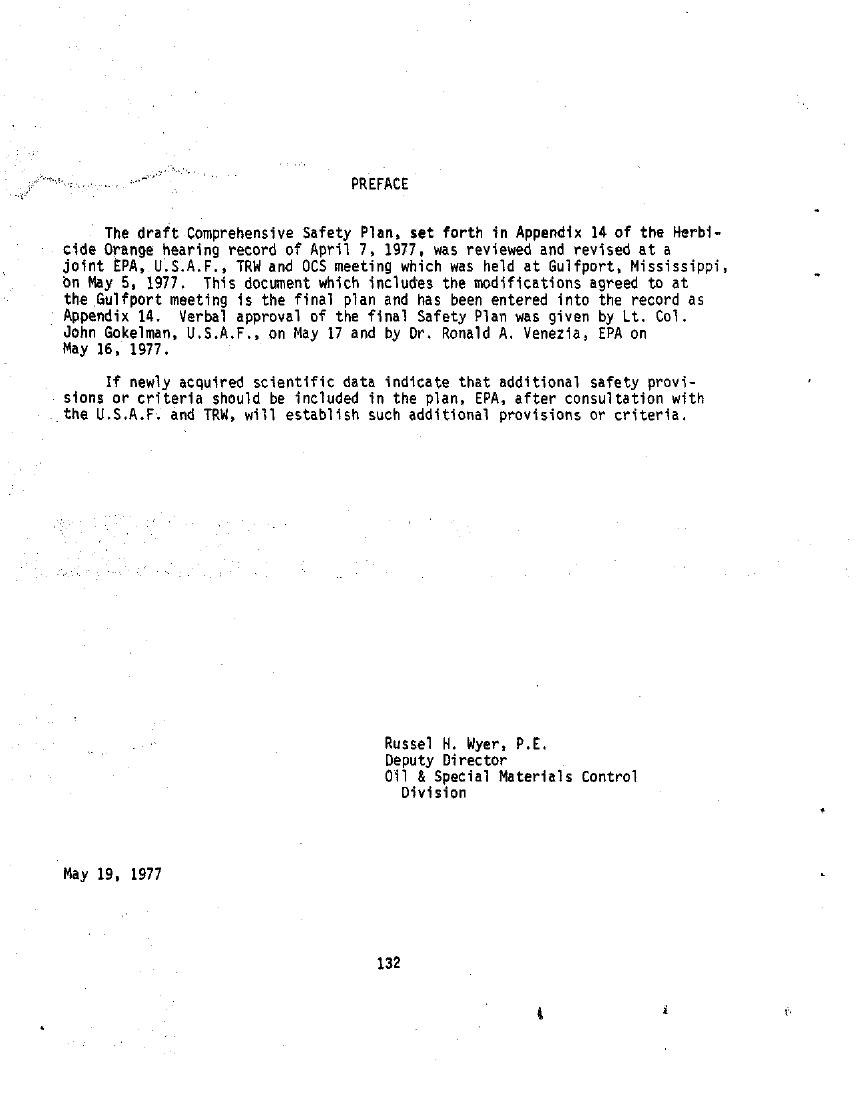 PREFACE
The draft Comprehensive Safety Plan, set forth in Appendix 14 of the Herbi-
cide Orange hearing record of April 7, 1977, was reviewed and revised at a
joint EPA, U.S.A.F., TRW and OCS meeting which was held at Gulfport, Mississippi,
on May 5, 1977. This document which includes the modifications agreed to at
the Gulfport meeting is the final plan and has been entered into the record as
Appendix 14. Verbal approval of the final Safety Plan was given by Lt. Col.
John Gokelman, U.S.A.F., on May 17 and by Dr. Ronald A. Venezia, EPA on
May 16, 1977.
If newly acquired scientific data indicate that additional safety provi-
sions or criteria should be included in the plan, EPA, after consultation with
the U.S.A.F. and TRW, will establish such additional provisions or criteria.
Russel H. Wyer, P.E.
Deputy Director
Oil & Special Materials Control
Division
May 19, 1977
132